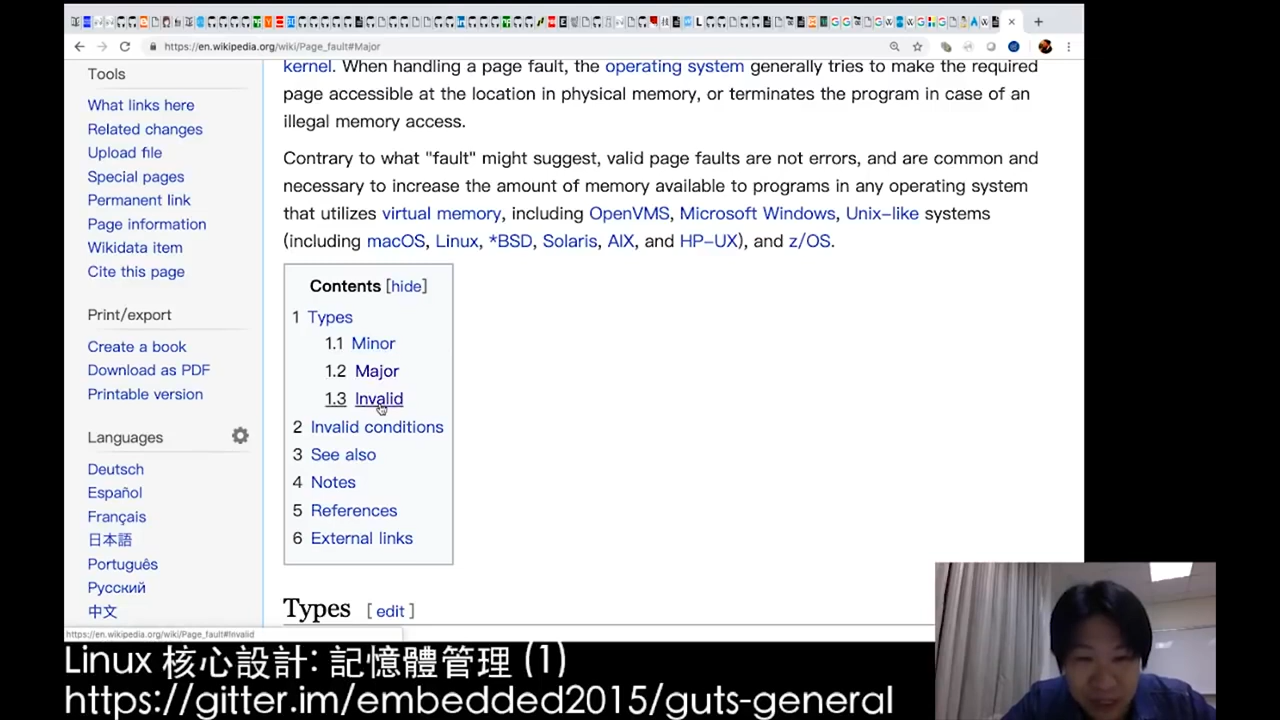 https://en.wikipedia.org/wiki/Page_fault#Major
Tools
What links here
Related changes
Upload file
Special pages
Permanent link
Page information
Wikidata item
Cite this page
Print/export
Create a book
Download as PDF
Printable version
Languages
Deutsch
Español
Français
日本語
Português
Русский
中文
kernel. When handling a page fault, the operating system generally tries to make the required
page accessible at the location in physical memory, or terminates the program in case of an
illegal memory access.
Contrary to what "fault" might suggest, valid page faults are not errors, and are common and
necessary to increase the amount of memory available to programs in any operating system
that utilizes virtual memory, including OpenVMS, Microsoft Windows, Unix-like systems
(including macOS, Linux, *BSD, Solaris, AIX, and HP-UX), and z/OS.
Contents [hide]
1 Types
1.1 Minor
1.2 Major
1.3 Invalid
2 Invalid conditions
3 See also
4 Notes
5 References
6 External links
Types [ edit ]
https://en.wikipedia.org/wiki/Page_fault#Invalid
Linux 核心設計: 記憶體管理 (1)
https://gitter.im/embedded2015/guts-general